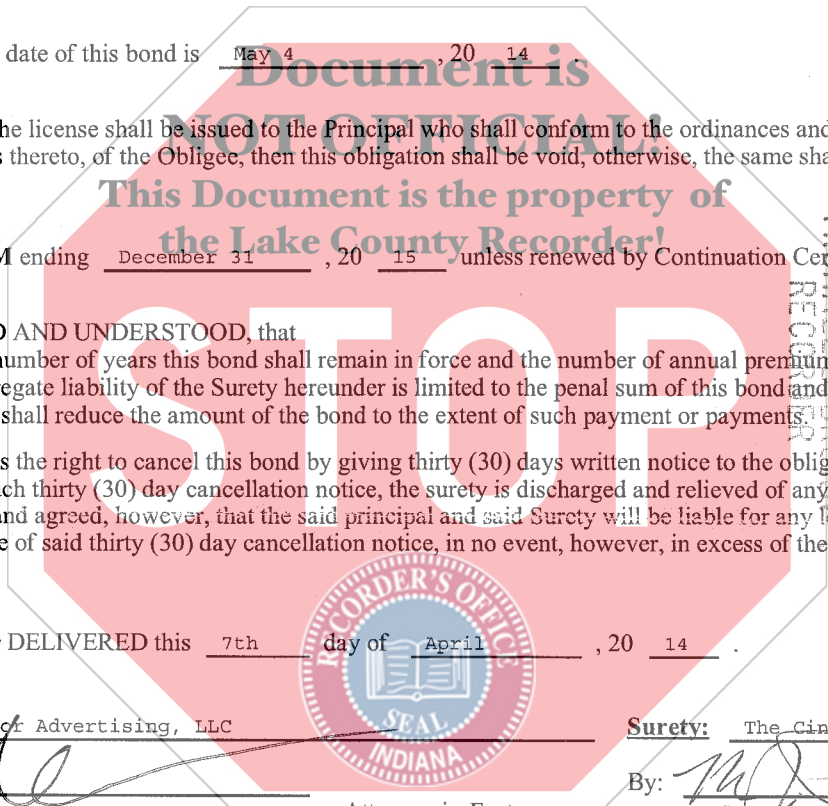 date of this bond is May 4 , 20 14 .
Document is
he license shall be issued to the Principal who shall conform to the ordinances and
NOT OFFICIAL!
s thereto, of the Obligee, then this obligation shall be void, otherwise, the same sha
This Document is the property of
the Lake County Recorder!
M ending December 31 , 20 15 unless renewed by Continuation Cer
RECORDER
STOP
D AND UNDERSTOOD, that
number of years this bond shall remain in force and the number of annual premium
regate liability of the Surety hereunder is limited to the penal sum of this bond and
shall reduce the amount of the bond to the extent of such payment or payments.
s the right to cancel this bond by giving thirty (30) days written notice to the oblig
ch thirty (30) day cancellation notice, the surety is discharged and relieved of any
and agreed, however, that the said principal and said Surety will be liable for any l
e of said thirty (30) day cancellation notice, in no event, however, in excess of the
RECORDER'S OFFICE
SEAL
INDIANA
DELIVERED this 7th day of April , 20 14 .
or Advertising, LLC
Surety: The Cin
By: